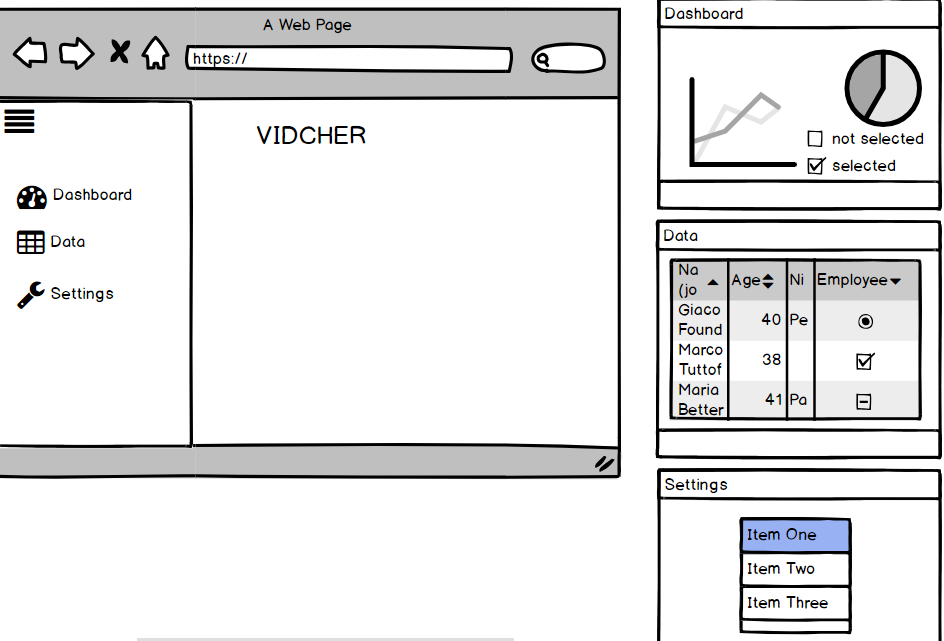 A Web Page
https://
VIDCHER
Dashboard
Data
Settings
Dashboard
not selected
selected
Data
Na
(jo
Age
Ni
Employee
Giaco
Found
40
Pe
Marco
Tuttof
38
Maria
Better
41
Pa
Settings
Item One
Item Two
Item Three